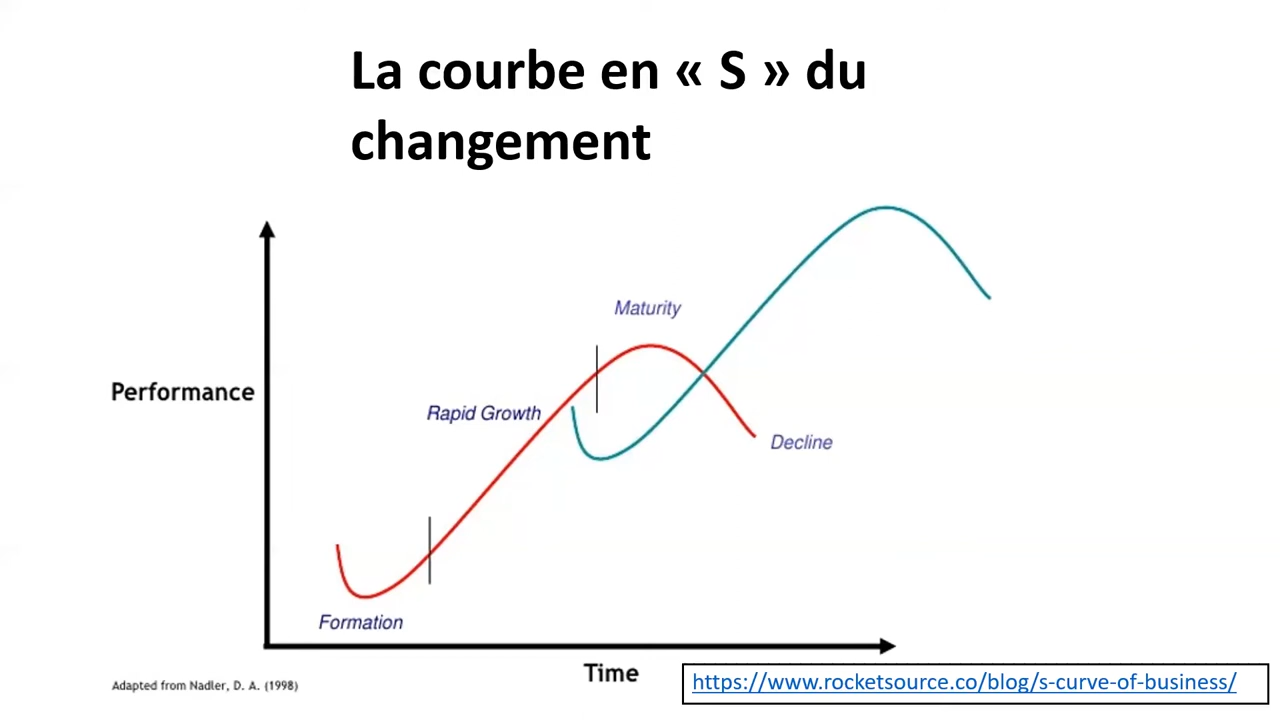 La courbe en « S » du
changement
Maturity
Performance
Rapid Growth
Decline
Formation
Time
Adapted from Nadler, D. A. (1998)
https://www.rocketsource.co/blog/s-curve-of-business/